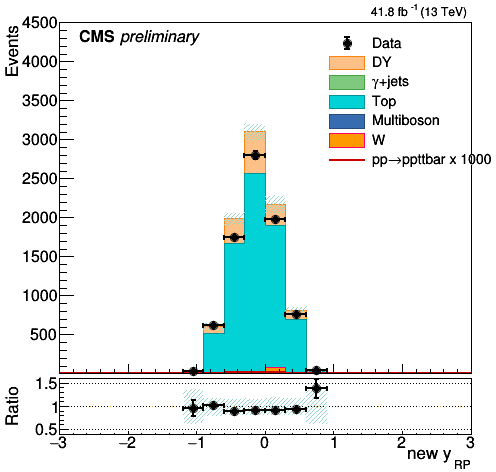 41.8 fb⁻¹ (13 TeV)
CMS preliminary
Events
4500
4000
3500
3000
2500
2000
1500
1000
500
Data
DY
γ+jets
Top
Multiboson
W
pp→ppttbar x 1000
Ratio
1.5
1
0.5
−3 −2 −1 0 1 2 3
new y_RP